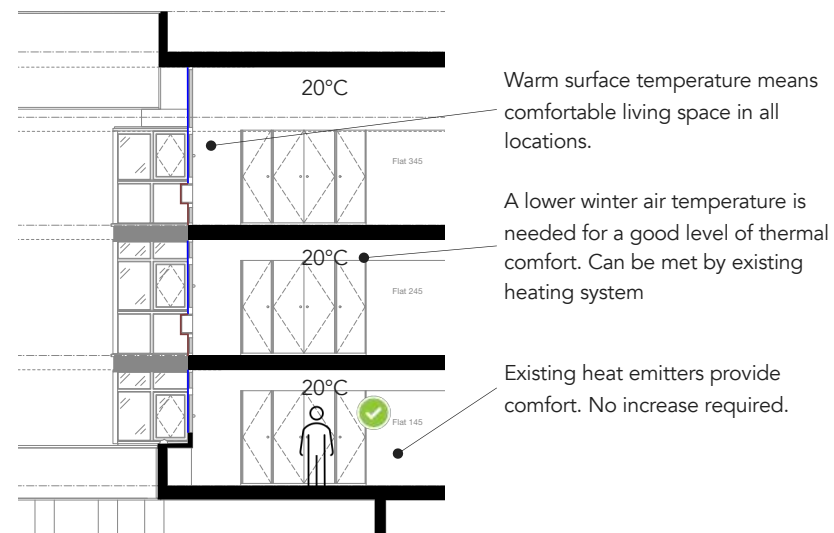 20°C
Warm surface temperature means
comfortable living space in all
locations.
Flat 345
A lower winter air temperature is
needed for a good level of thermal
comfort. Can be met by existing
heating system
20°C
Flat 245
Existing heat emitters provide
comfort. No increase required.
20°C
Flat 145